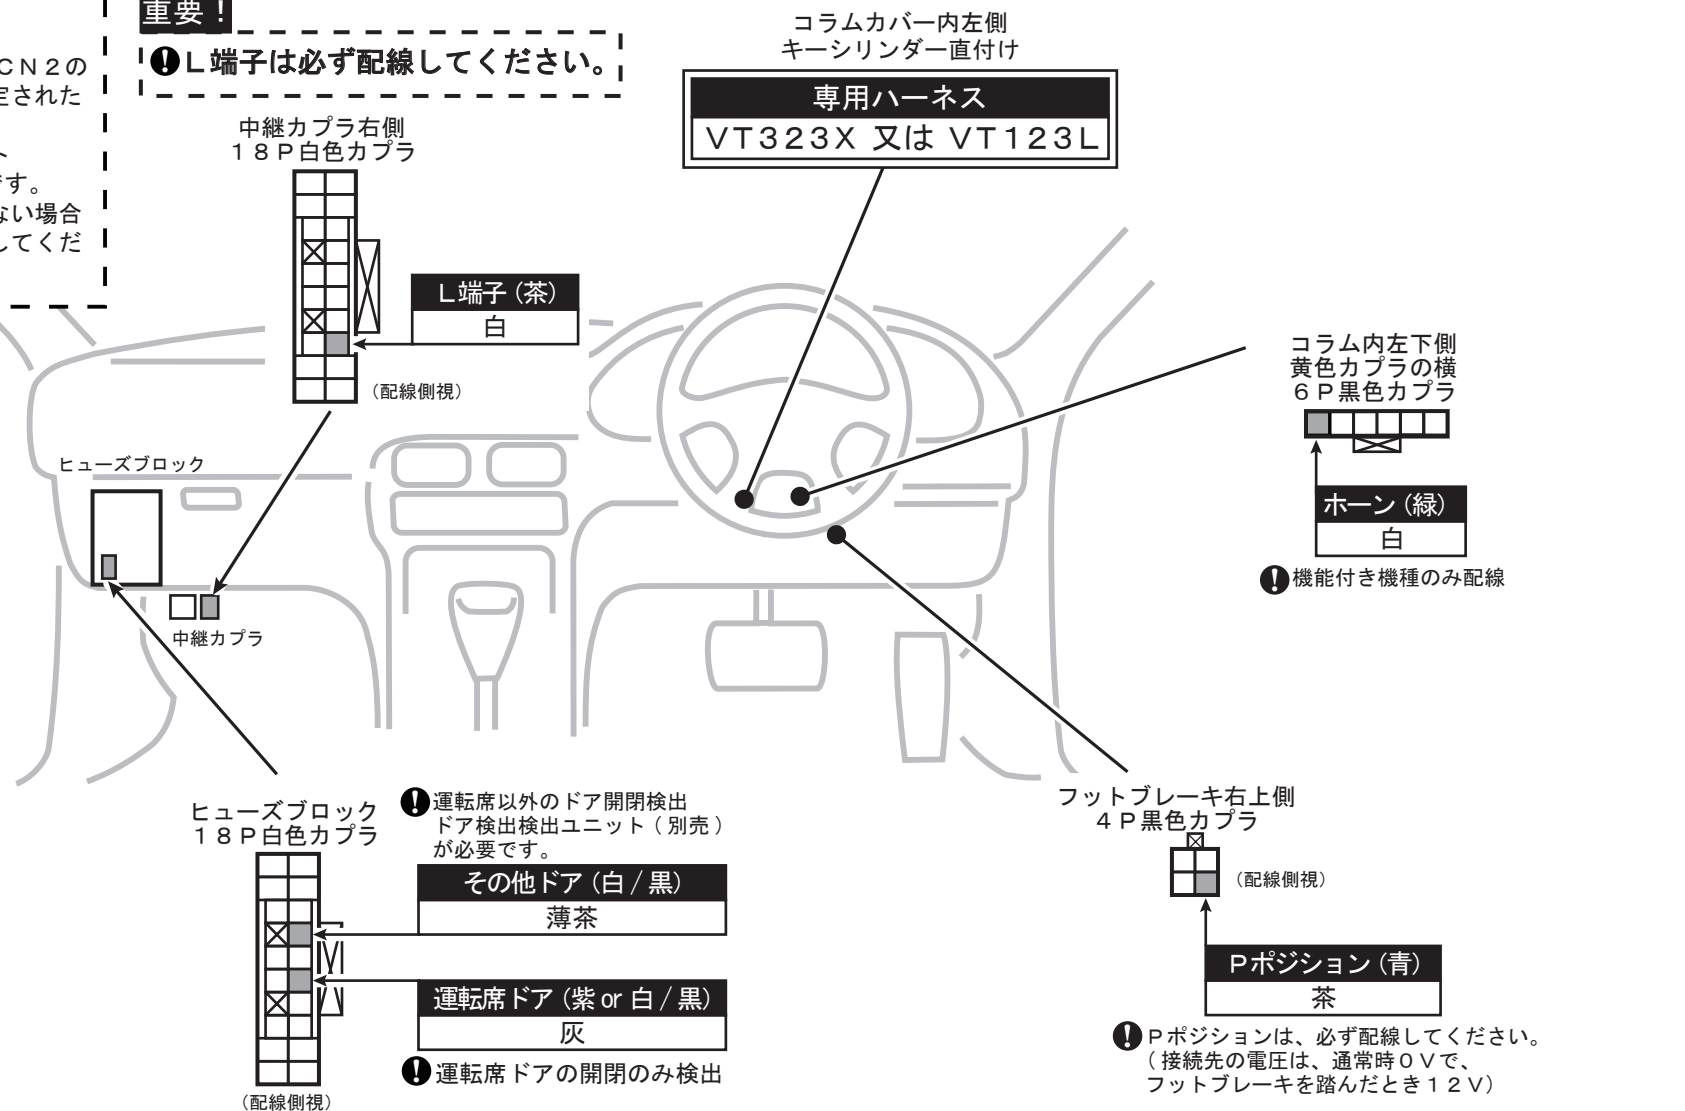 ＣＮ２の
定された
ト
です。
ない場合
してくだ
重要！
Ｌ端子は必ず配線してください。
中継カプラ右側
１８Ｐ白色カプラ
Ｌ端子（茶）
白
（配線側視）
コラムカバー内左側
キーシリンダー直付け
専用ハーネス
ＶＴ３２３Ｘ 又は ＶＴ１２３Ｌ
コラム内左下側
黄色カプラの横
６Ｐ黒色カプラ
ホーン（緑）
白
機能付き機種のみ配線
ヒューズブロック
中継カプラ
ヒューズブロック
１８Ｐ白色カプラ
（配線側視）
運転席以外のドア開閉検出
ドア検出検出ユニット（別売）
が必要です。
その他ドア（白／黒）
薄茶
運転席ドア（紫 or 白／黒）
灰
運転席ドアの開閉のみ検出
フットブレーキ右上側
４Ｐ黒色カプラ
（配線側視）
Ｐポジション（青）
茶
Ｐポジションは、必ず配線してください。
（接続先の電圧は、通常時０Ｖで、
フットブレーキを踏んだとき１２Ｖ）